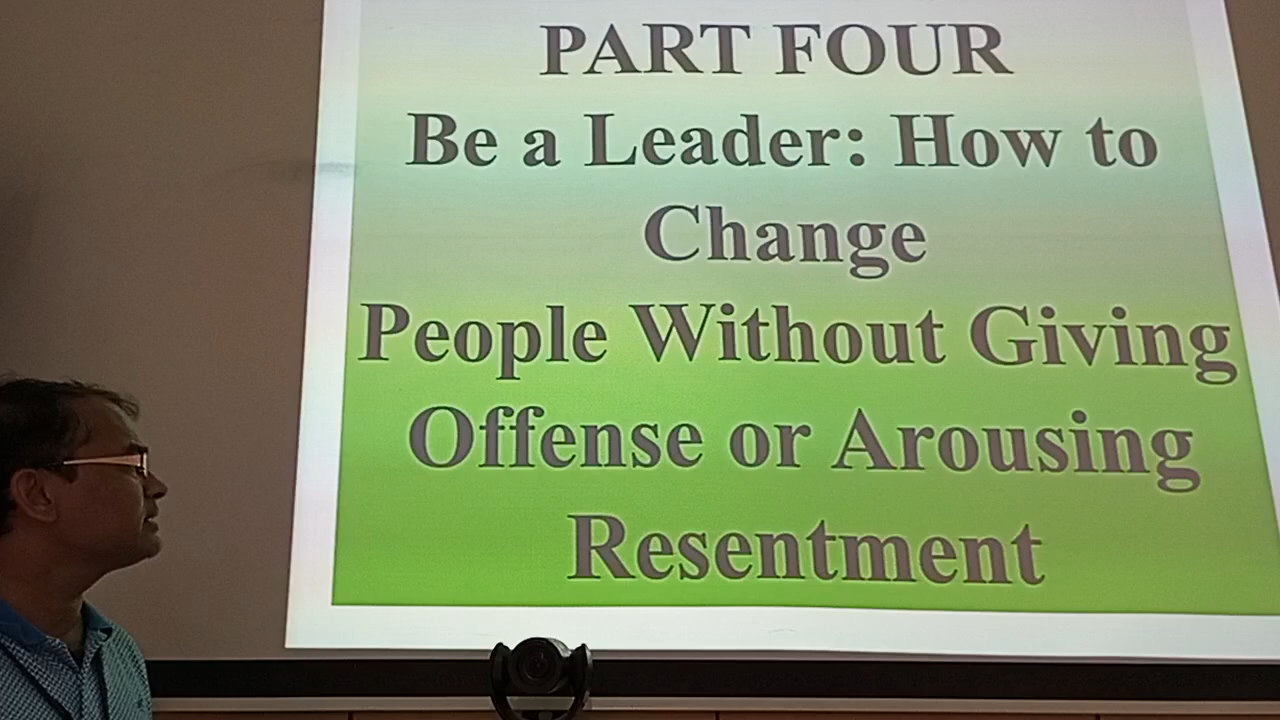 PART FOUR
Be a Leader: How to
Change
People Without Giving
Offense or Arousing
Resentment